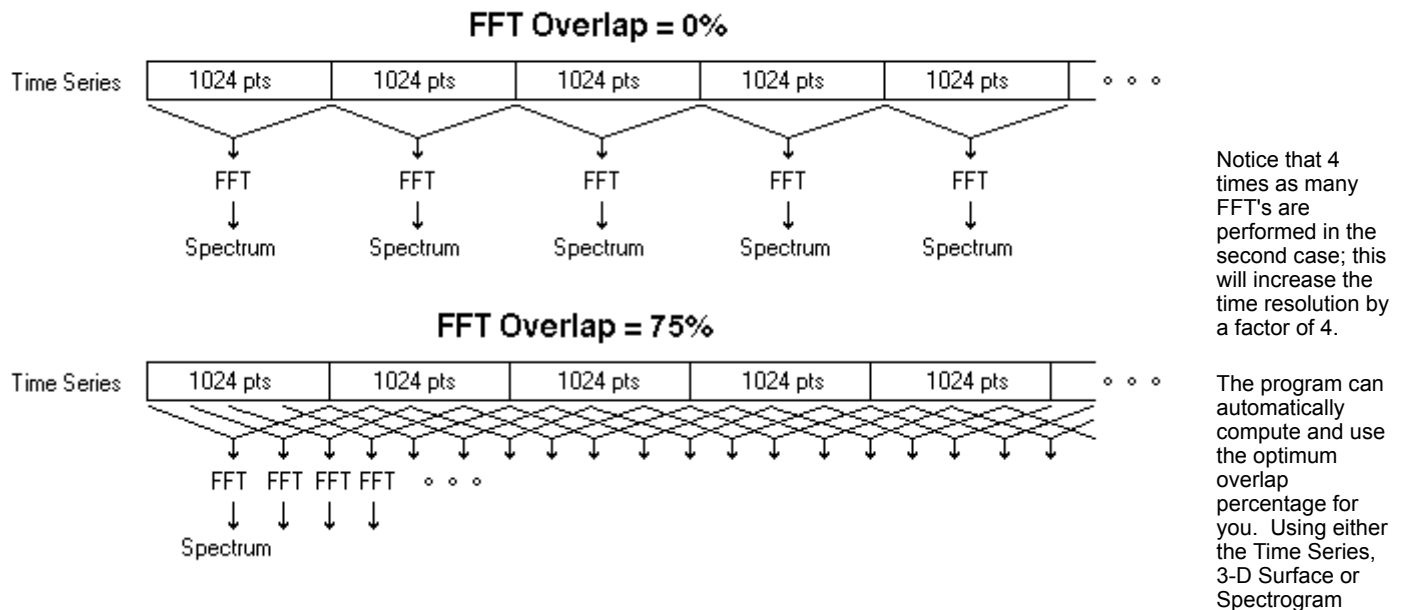 FFT Overlap = 0%
Time Series 1024 pts 1024 pts 1024 pts 1024 pts 1024 pts
FFT FFT FFT FFT FFT
Spectrum Spectrum Spectrum Spectrum Spectrum
FFT Overlap = 75%
Time Series 1024 pts 1024 pts 1024 pts 1024 pts 1024 pts
FFT FFT FFT FFT
Spectrum
Notice that 4
times as many
FFT's are
performed in the
second case; this
will increase the
time resolution by
a factor of 4.
The program can
automatically
compute and use
the optimum
overlap
percentage for
you. Using either
the Time Series,
3-D Surface or
Spectrogram